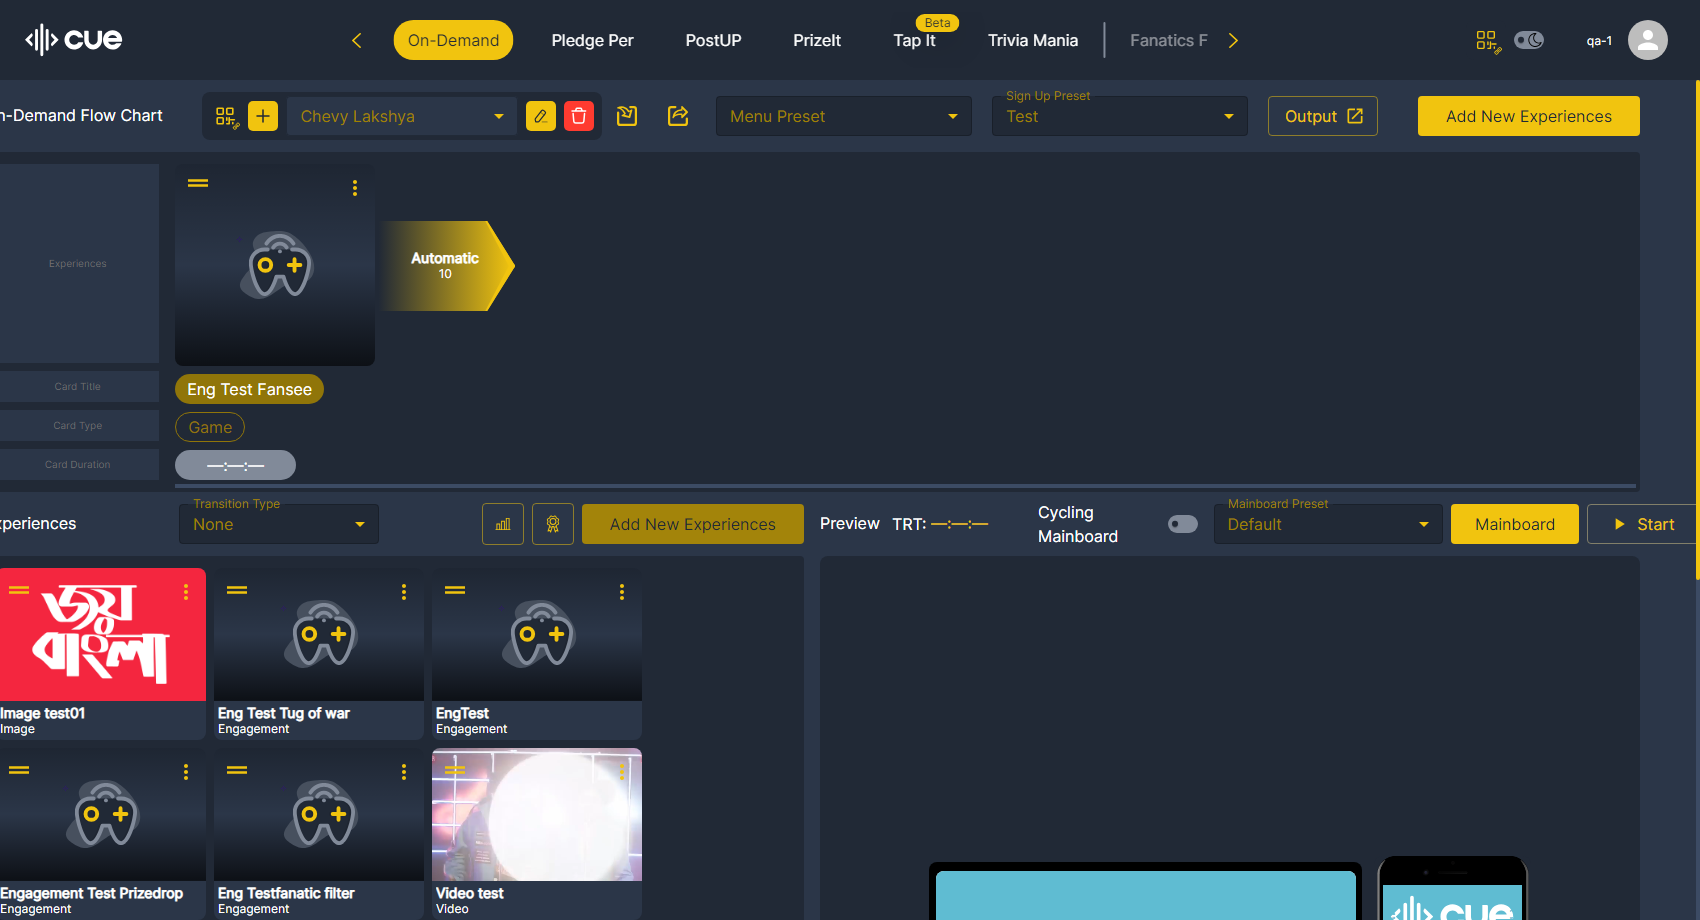 cue
On-Demand
Pledge Per
PostUP
PrizeIt
Beta
Tap It
Trivia Mania
Fanatics F
qa-1
n-Demand Flow Chart
Chevy Lakshya
Menu Preset
Sign Up Preset
Test
Output
Add New Experiences
Experiences
Automatic
10
Card Title
Eng Test Fansee
Card Type
Game
Card Duration
—:—:—
xperiences
Transition Type
None
Add New Experiences
Preview
TRT: —:—:—
Cycling
Mainboard
Mainboard Preset
Default
Mainboard
Start
জয়
বাংলা
Image test01
Image
Eng Test Tug of war
Engagement
EngTest
Engagement
Engagement Test Prizedrop
Engagement
Eng Testfanatic filter
Engagement
Video test
Video
cue